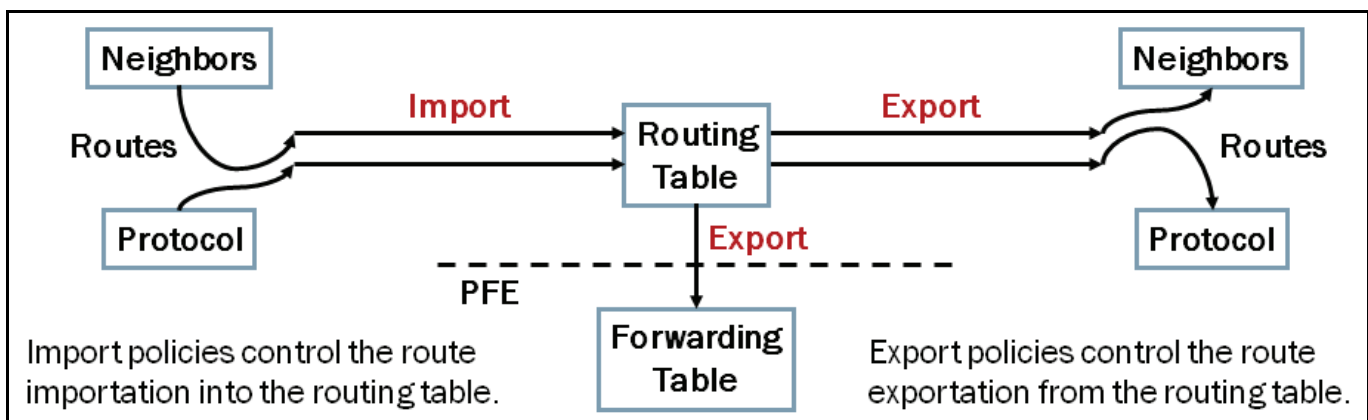 Neighbors
Neighbors
Import
Export
Routes
Routing
Table
Routes
Protocol
Export
Protocol
PFE
Forwarding
Table
Import policies control the route
importation into the routing table.
Export policies control the route
exportation from the routing table.